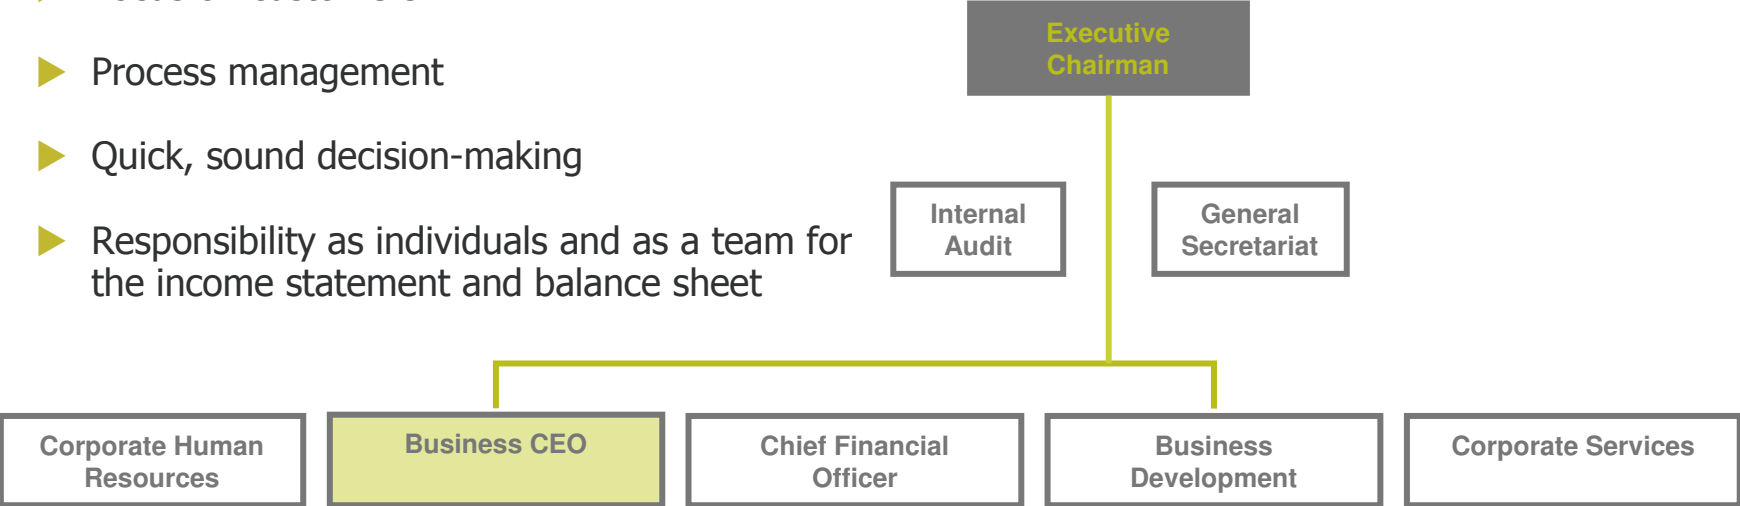 Process management
Quick, sound decision-making
Responsibility as individuals and as a team for
the income statement and balance sheet
Executive
Chairman
Internal
Audit
General
Secretariat
Corporate Human
Resources
Business CEO
Chief Financial
Officer
Business
Development
Corporate Services